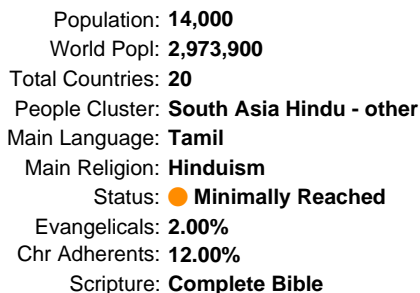 Population: 14,000
World Popl: 2,973,900
Total Countries: 20
People Cluster: South Asia Hindu - other
Main Language: Tamil
Main Religion: Hinduism
Status: Minimally Reached
Evangelicals: 2.00%
Chr Adherents: 12.00%
Scripture: Complete Bible